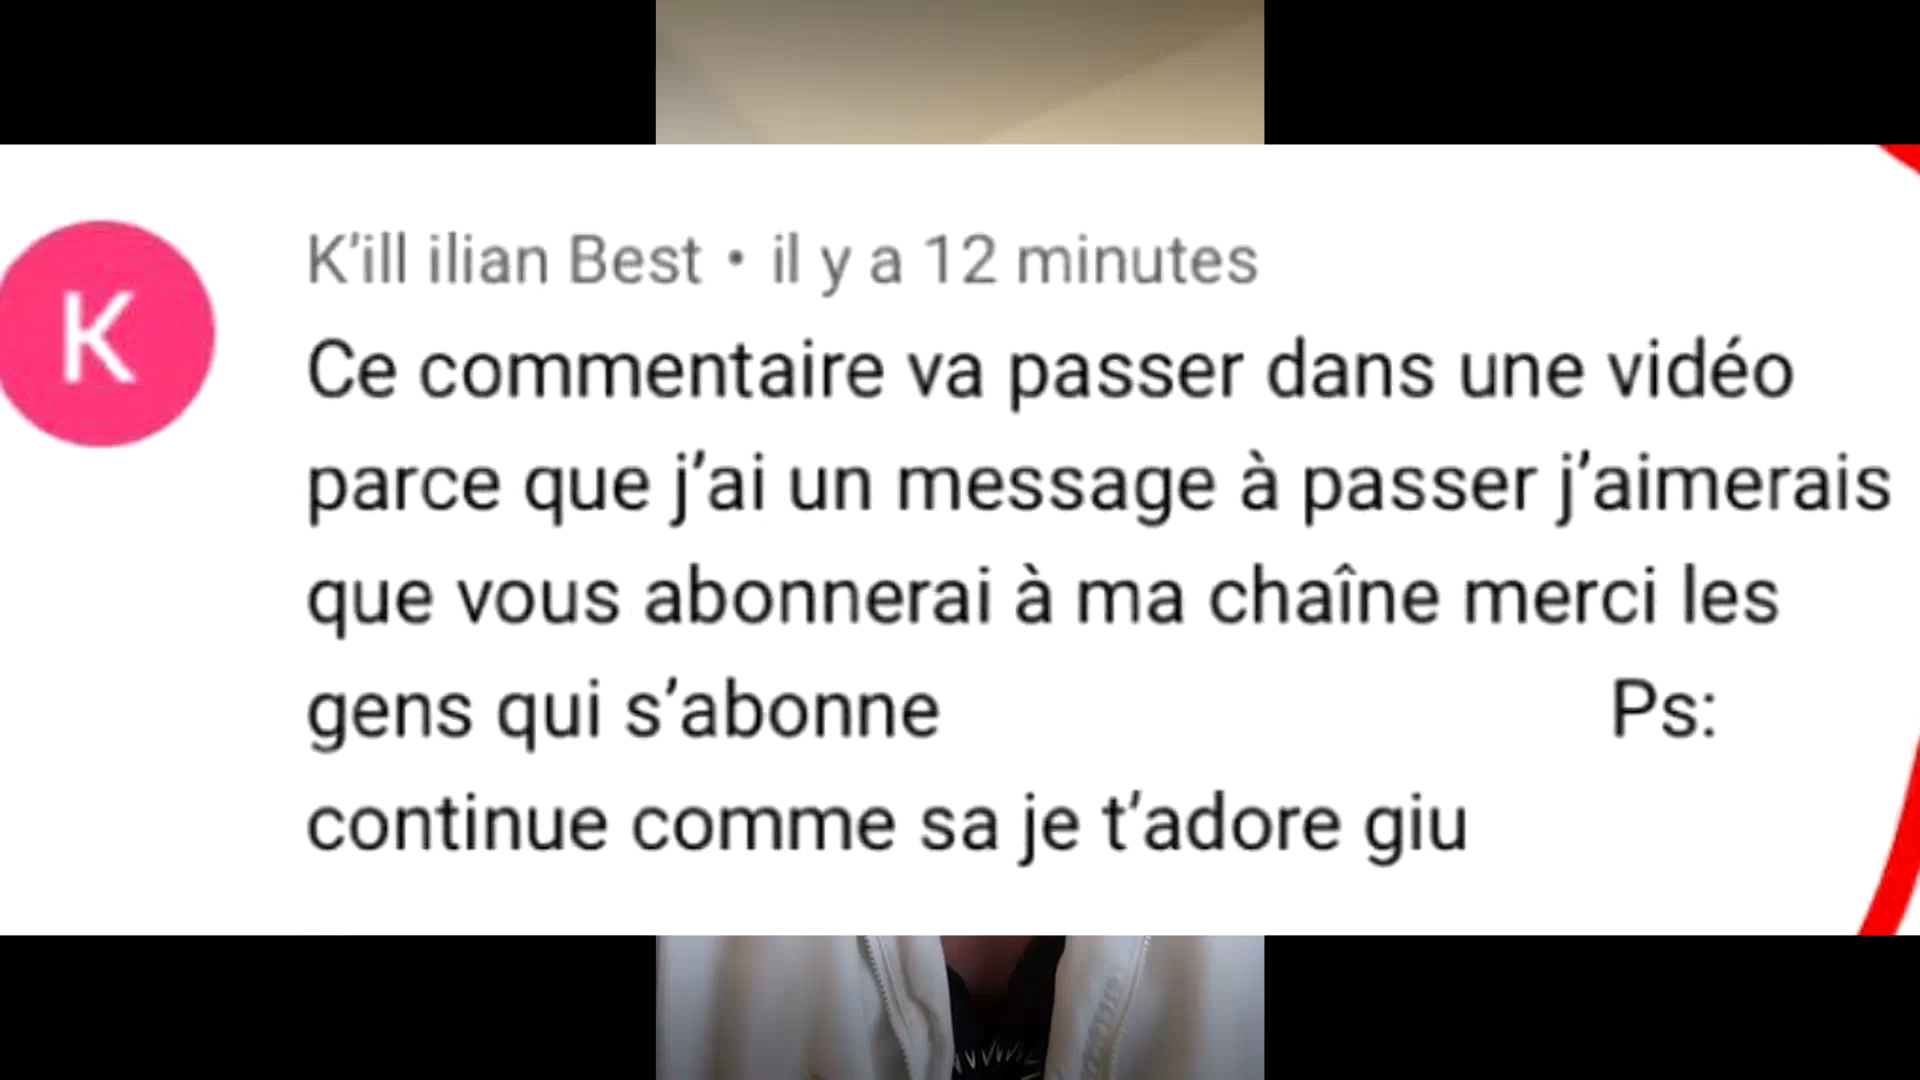 K
K'ill ilian Best • il y a 12 minutes
Ce commentaire va passer dans une vidéo
parce que j'ai un message à passer j'aimerais
que vous abonnerai à ma chaîne merci les
gens qui s'abonne Ps:
continue comme sa je t'adore giu